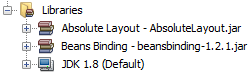 Libraries
Absolute Layout - AbsoluteLayout.jar
Beans Binding - beansbinding-1.2.1.jar
JDK 1.8 (Default)